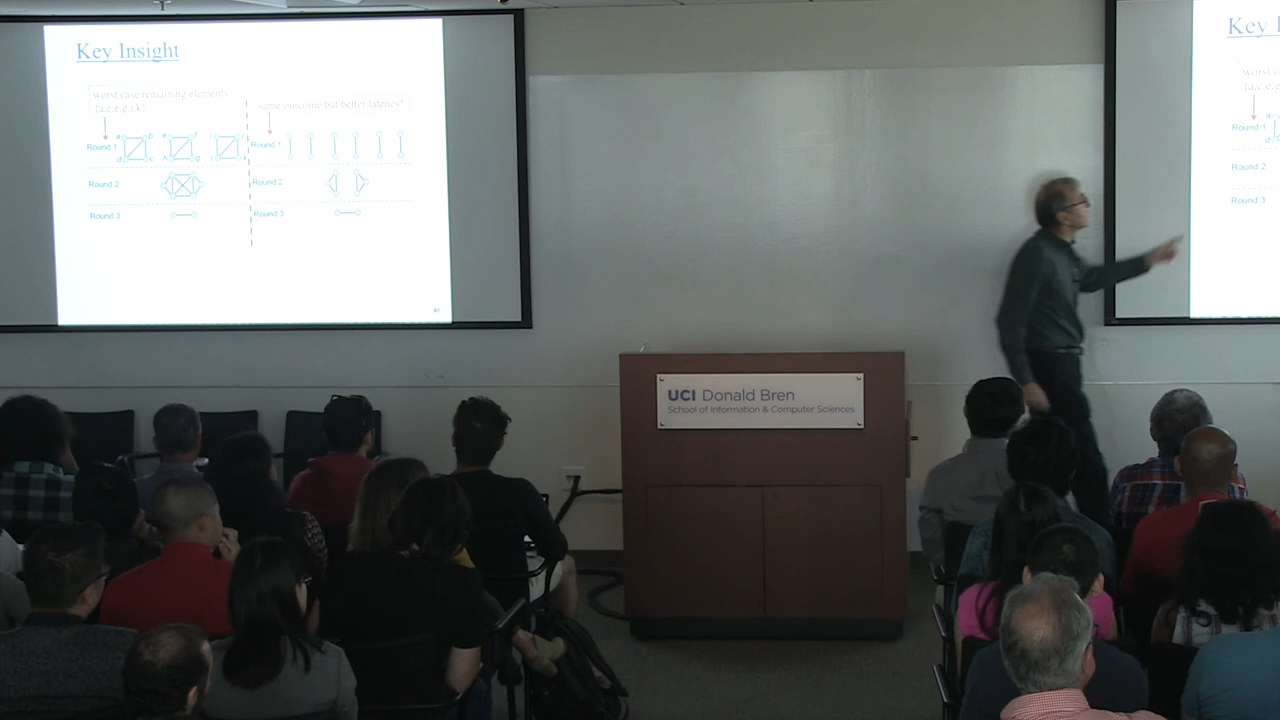 Key Insight
worst case remaining elements
{a,c,e,g,i,k}
same outcome but better latency!
Round 1
Round 1
Round 2
Round 2
Round 3
Round 3
46
Key
worst c
{a,c,e,g
Round 1
Round 2
Round 3
UCI Donald Bren
School of Information & Computer Sciences